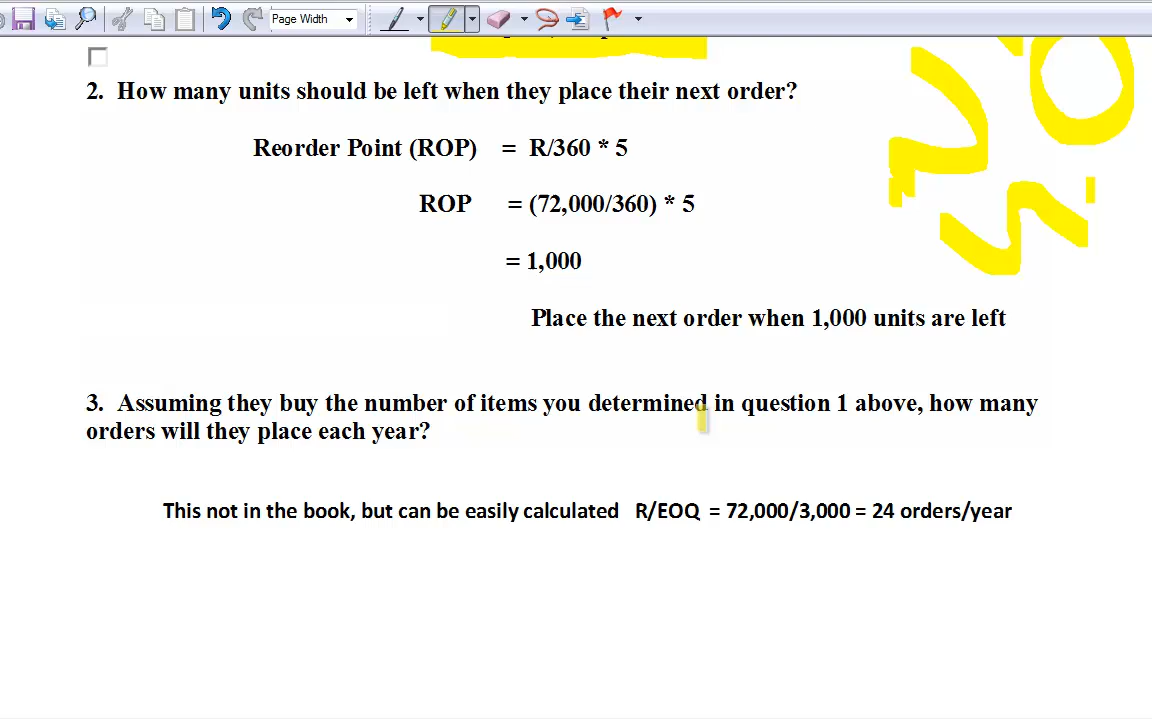 Page Width
2. How many units should be left when they place their next order?
Reorder Point (ROP) = R/360 * 5
ROP = (72,000/360) * 5
= 1,000
Place the next order when 1,000 units are left
3. Assuming they buy the number of items you determined in question 1 above, how many
orders will they place each year?
This not in the book, but can be easily calculated R/EOQ = 72,000/3,000 = 24 orders/year